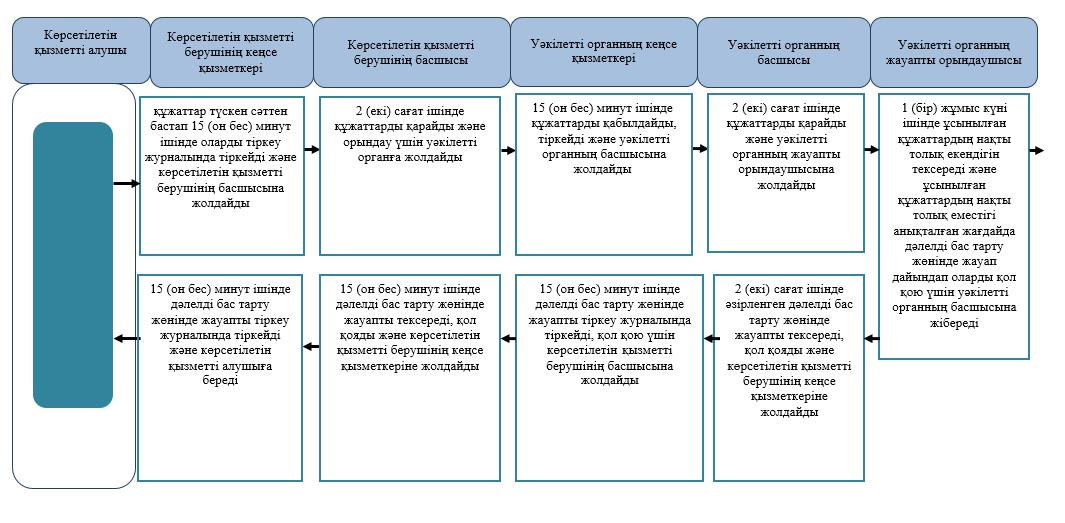 Көрсетілетін
қызметті алушы
Көрсетілетін қызметті
берушінің кеңсе
қызметкері
Көрсетілетін қызметті
берушінің басшысы
Уәкілетті органның кеңсе
қызметкері
Уәкілетті органның
басшысы
Уәкілетті органның
жауапты орындаушысы
құжаттар түскен сәттен
бастап 15 (он бес) минут
ішінде оларды тіркеу
журналында тіркейді және
көрсетілетін қызметті
берушінің басшысына
жолдайды
2 (екі) сағат ішінде
құжаттарды қарайды және
орындау үшін уәкілетті
органға жолдайды
15 (он бес) минут ішінде
құжаттарды қабылдайды,
тіркейді және уәкілетті
органның басшысына
жолдайды
2 (екі) сағат ішінде
құжаттарды қарайды
және уәкілетті
органның жауапты
орындаушысына
жолдайды
1 (бір) жұмыс күні
ішінде ұсынылған
құжаттардың нақты
толық екендігін
тексереді және
ұсынылған
құжаттардың нақты
толық еместігі
анықталған жағдайда
дәлелді бас тарту
жөнінде жауап
дайындап оларды қол
қою үшін уәкілетті
органның басшысына
жібереді
15 (он бес) минут ішінде
дәлелді бас тарту
жөнінде жауапты тіркеу
журналында тіркейді
және көрсетілетін
қызметті алушыға
береді
15 (он бес) минут ішінде
дәлелді бас тарту жөнінде
жауапты тексереді, қол
қояды және көрсетілетін
қызметті берушінің кеңсе
қызметкеріне жолдайды
15 (он бес) минут ішінде
дәлелді бас тарту жөнінде
жауапты тіркеу журналында
тіркейді, қол қою үшін
көрсетілетін қызметті
берушінің басшысына
жолдайды
2 (екі) сағат ішінде
әзірленген дәлелді бас
тарту жөнінде
жауапты тексереді,
қол қояды және
көрсетілетін қызметті
берушінің кеңсе
қызметкеріне
жолдайды